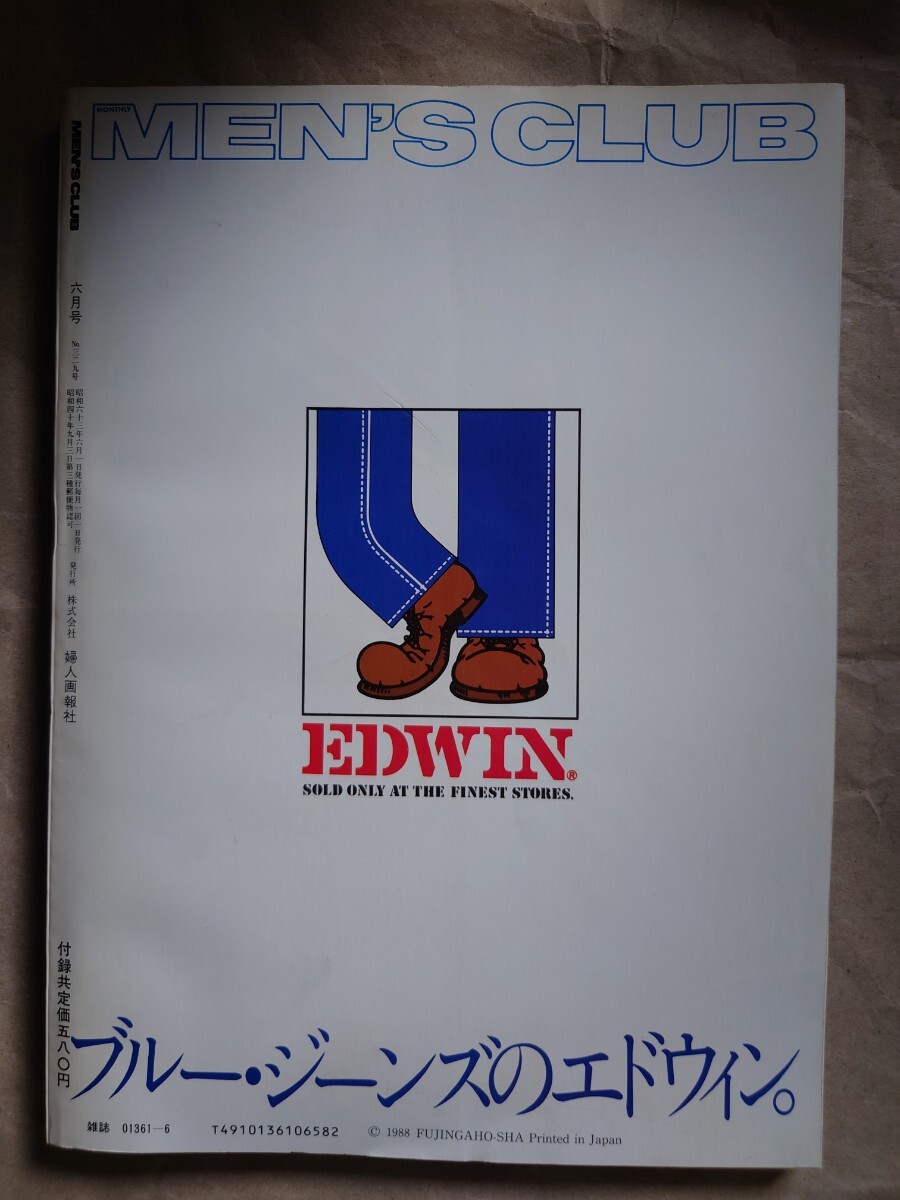 MONTHLY
MEN'S CLUB
MEN'S CLUB
六月号
No.三二九号
昭和六十三年六月一日発行毎月一回一日発行
昭和四十年九月三日第三種郵便物認可
発行所
株式会社
婦人画報社
付録共定価五八〇円
EDWIN®
SOLD ONLY AT THE FINEST STORES.
ブルー・ジーンズのエドウィン。
雑誌 01361-6
T4910136106582
© 1988 FUJINGAHO-SHA Printed in Japan